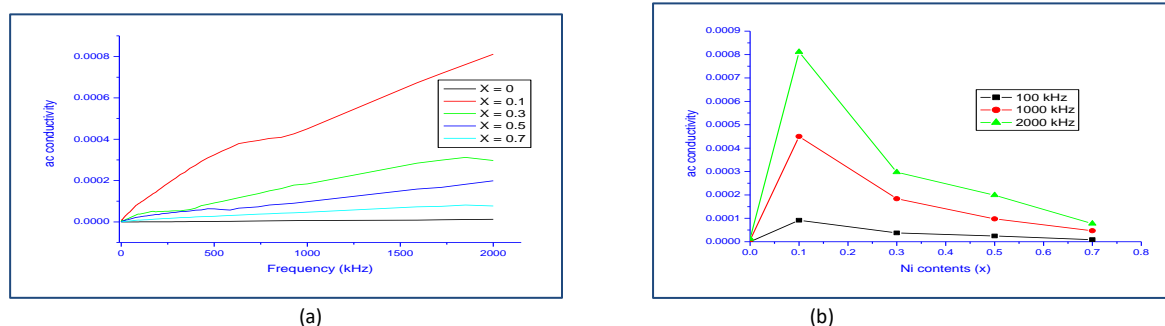 0.0008
0.0006
0.0004
0.0002
0.0000
ac conductivity
X = 0
X = 0.1
X = 0.3
X = 0.5
X = 0.7
0
500
1000
1500
2000
Frequency (kHz)
(a)
0.0009
0.0008
0.0007
0.0006
0.0005
0.0004
0.0003
0.0002
0.0001
0.0000
ac conductivity
100 kHz
1000 kHz
2000 kHz
0.0
0.1
0.2
0.3
0.4
0.5
0.6
0.7
0.8
Ni contents (x)
(b)